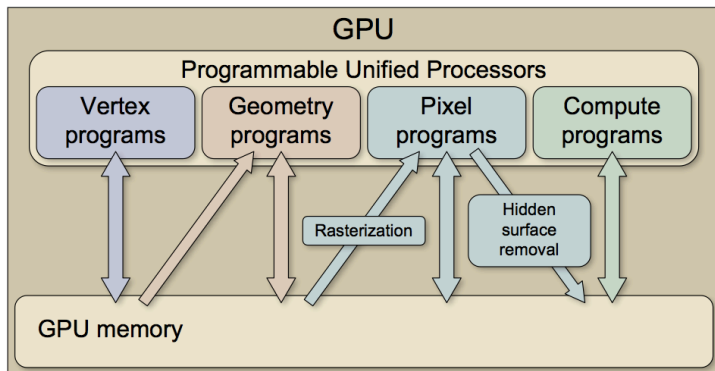 GPU
Programmable Unified Processors
Vertex
programs
Geometry
programs
Pixel
programs
Compute
programs
Rasterization
Hidden
surface
removal
GPU memory